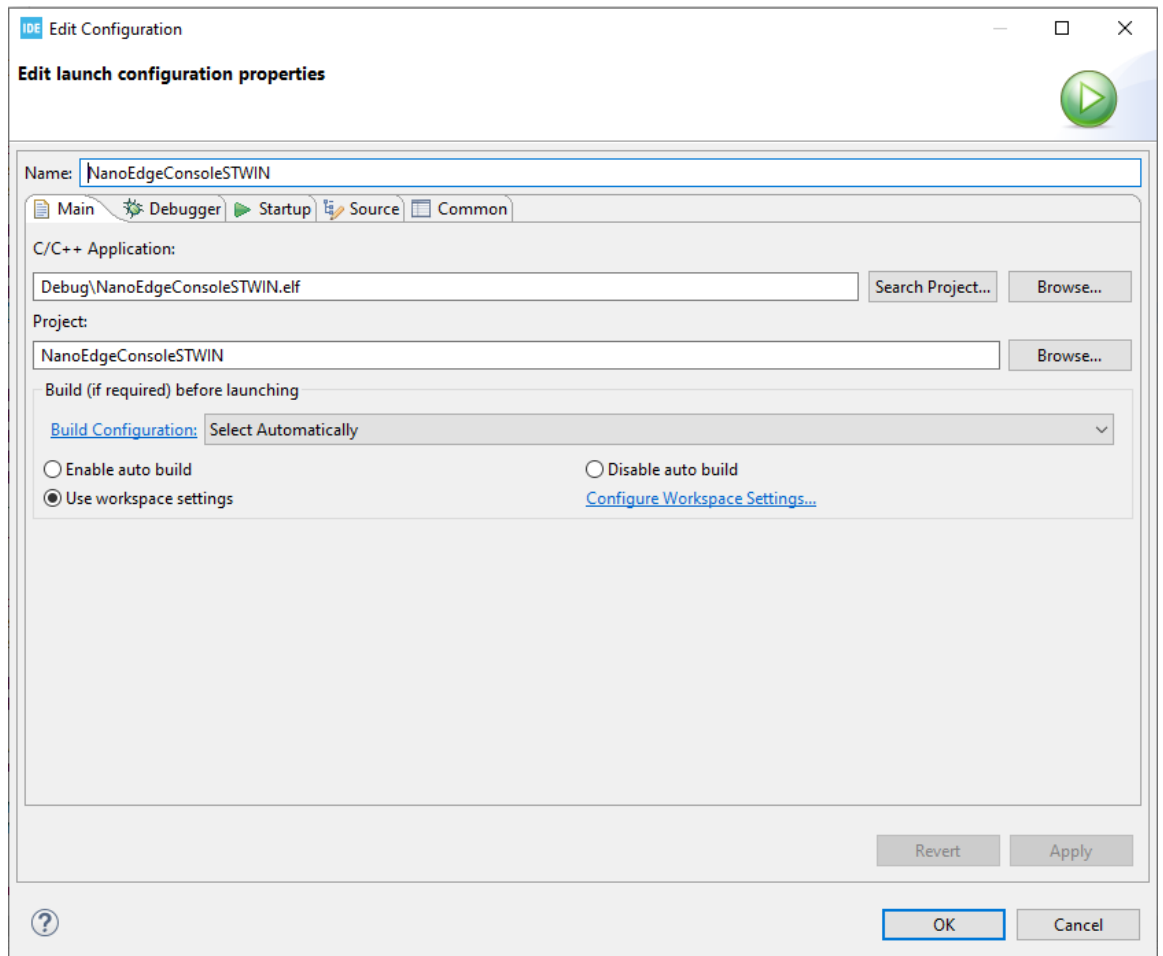 IDE Edit Configuration
Edit launch configuration properties
Name: NanoEdgeConsoleSTWIN
Main Debugger Startup Source Common
C/C++ Application:
Debug\NanoEdgeConsoleSTWIN.elf Search Project... Browse...
Project:
NanoEdgeConsoleSTWIN Browse...
Build (if required) before launching
Build Configuration: Select Automatically
Enable auto build Disable auto build
Use workspace settings Configure Workspace Settings...
Revert Apply
? OK Cancel